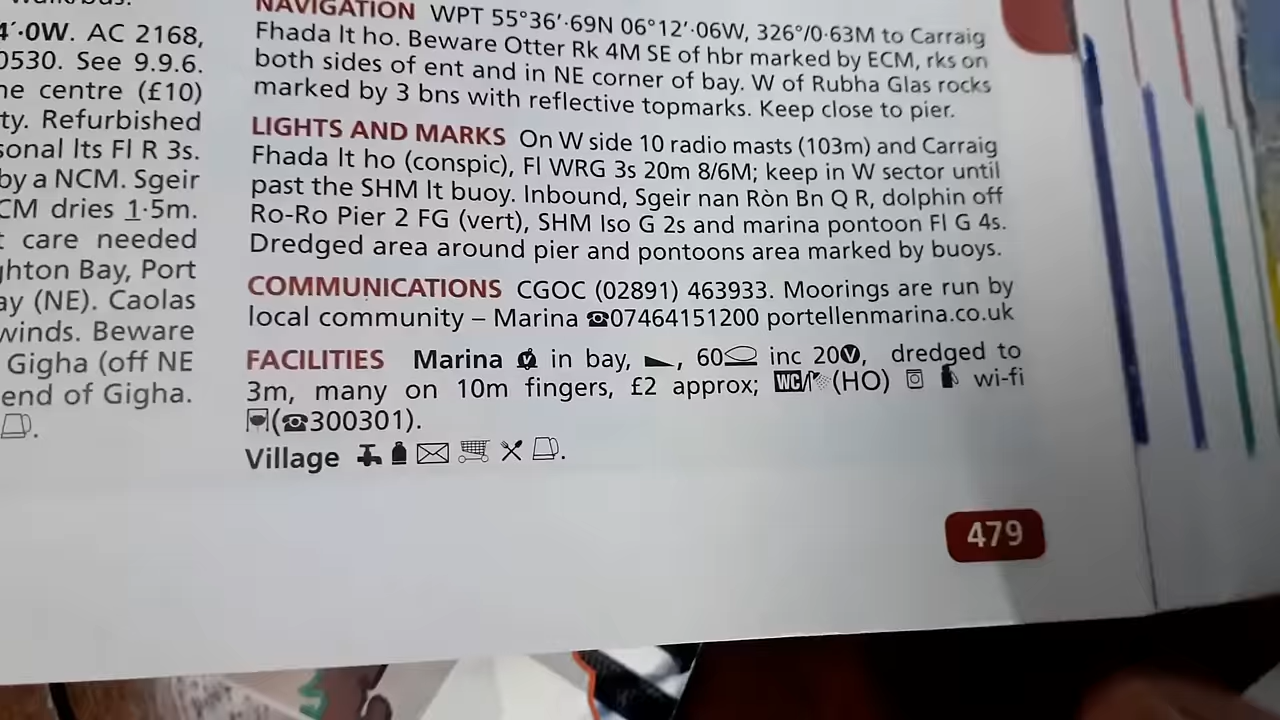 4´·0W. AC 2168,
0530. See 9.9.6.
centre (£10)
Refurbished
lts Fl R 3s.
by a NCM. Sgeir
dries 1·5m.
care needed
Bay, Port
(NE). Caolas
winds. Beware
Gigha (off NE
end of Gigha.
NAVIGATION WPT 55°36’·69N 06°12’·06W, 326°/0·63M to Carraig
Fhada lt ho. Beware Otter Rk 4M SE of hbr marked by ECM, rks on
both sides of ent and in NE corner of bay. W of Rubha Glas rocks
marked by 3 bns with reflective topmarks. Keep close to pier.
LIGHTS AND MARKS On W side 10 radio masts (103m) and Carraig
Fhada lt ho (conspic), Fl WRG 3s 20m 8/6M; keep in W sector until
past the SHM lt buoy. Inbound, Sgeir nan Ròn Bn Q R, dolphin off
Ro-Ro Pier 2 FG (vert), SHM Iso G 2s and marina pontoon Fl G 4s.
Dredged area around pier and pontoons area marked by buoys.
COMMUNICATIONS CGOC (02891) 463933. Moorings are run by
local community – Marina ☎07464151200 portellenmarina.co.uk
FACILITIES Marina in bay, , 60 inc 20V, dredged to
3m, many on 10m fingers, £2 approx; WC/ (HO) wi-fi
(☎300301).
Village .
479